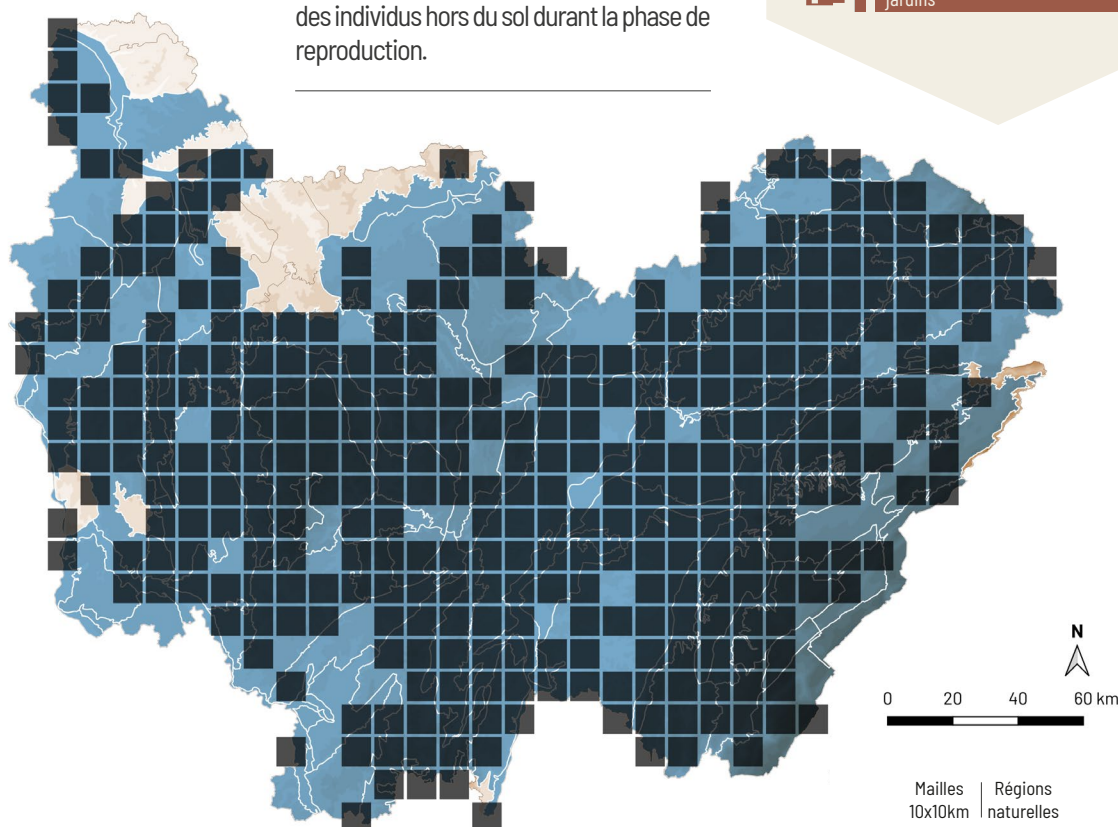 des individus hors du sol durant la phase de
reproduction.
jardins
N
0 20 40 60 km
Mailles | Régions
10x10km | naturelles